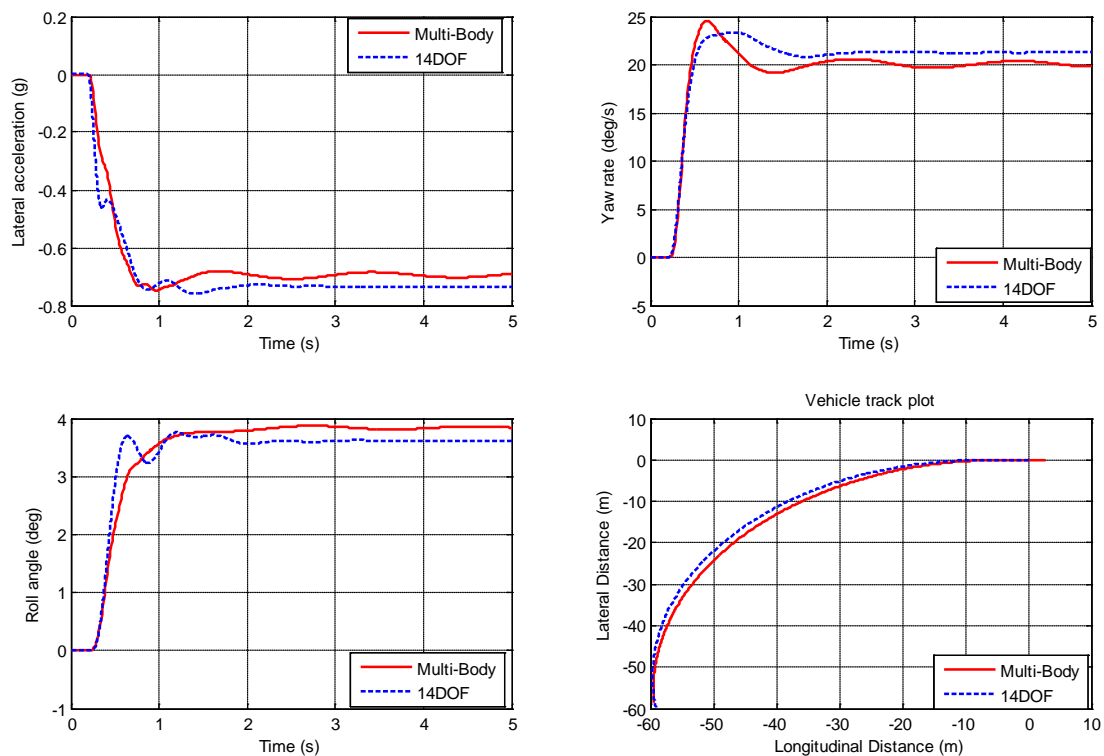 0.2
0
-0.2
-0.4
-0.6
-0.8
0 1 2 3 4 5
Lateral acceleration (g)
Time (s)
Multi-Body
14DOF
25
20
15
10
5
0
-5
0 1 2 3 4 5
Yaw rate (deg/s)
Time (s)
Multi-Body
14DOF
4
3
2
1
0
-1
0 1 2 3 4 5
Roll angle (deg)
Time (s)
Multi-Body
14DOF
Vehicle track plot
10
0
-10
-20
-30
-40
-50
-60
-60 -50 -40 -30 -20 -10 0 10
Lateral Distance (m)
Longitudinal Distance (m)
Multi-Body
14DOF